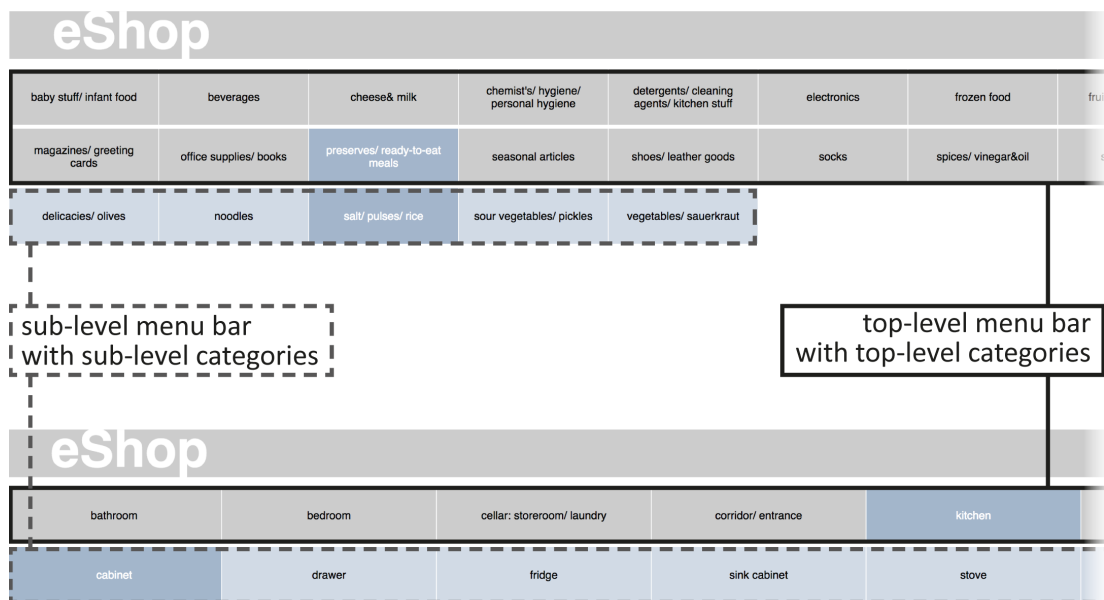 eShop
baby stuff/ infant food
beverages
cheese& milk
chemist's/ hygiene/
personal hygiene
detergents/ cleaning
agents/ kitchen stuff
electronics
frozen food
magazines/ greeting
cards
office supplies/ books
preserves/ ready-to-eat
meals
seasonal articles
shoes/ leather goods
socks
spices/ vinegar&oil
delicacies/ olives
noodles
salt/ pulses/ rice
sour vegetables/ pickles
vegetables/ sauerkraut
sub-level menu bar
with sub-level categories
top-level menu bar
with top-level categories
eShop
bathroom
bedroom
cellar: storeroom/ laundry
corridor/ entrance
kitchen
cabinet
drawer
fridge
sink cabinet
stove